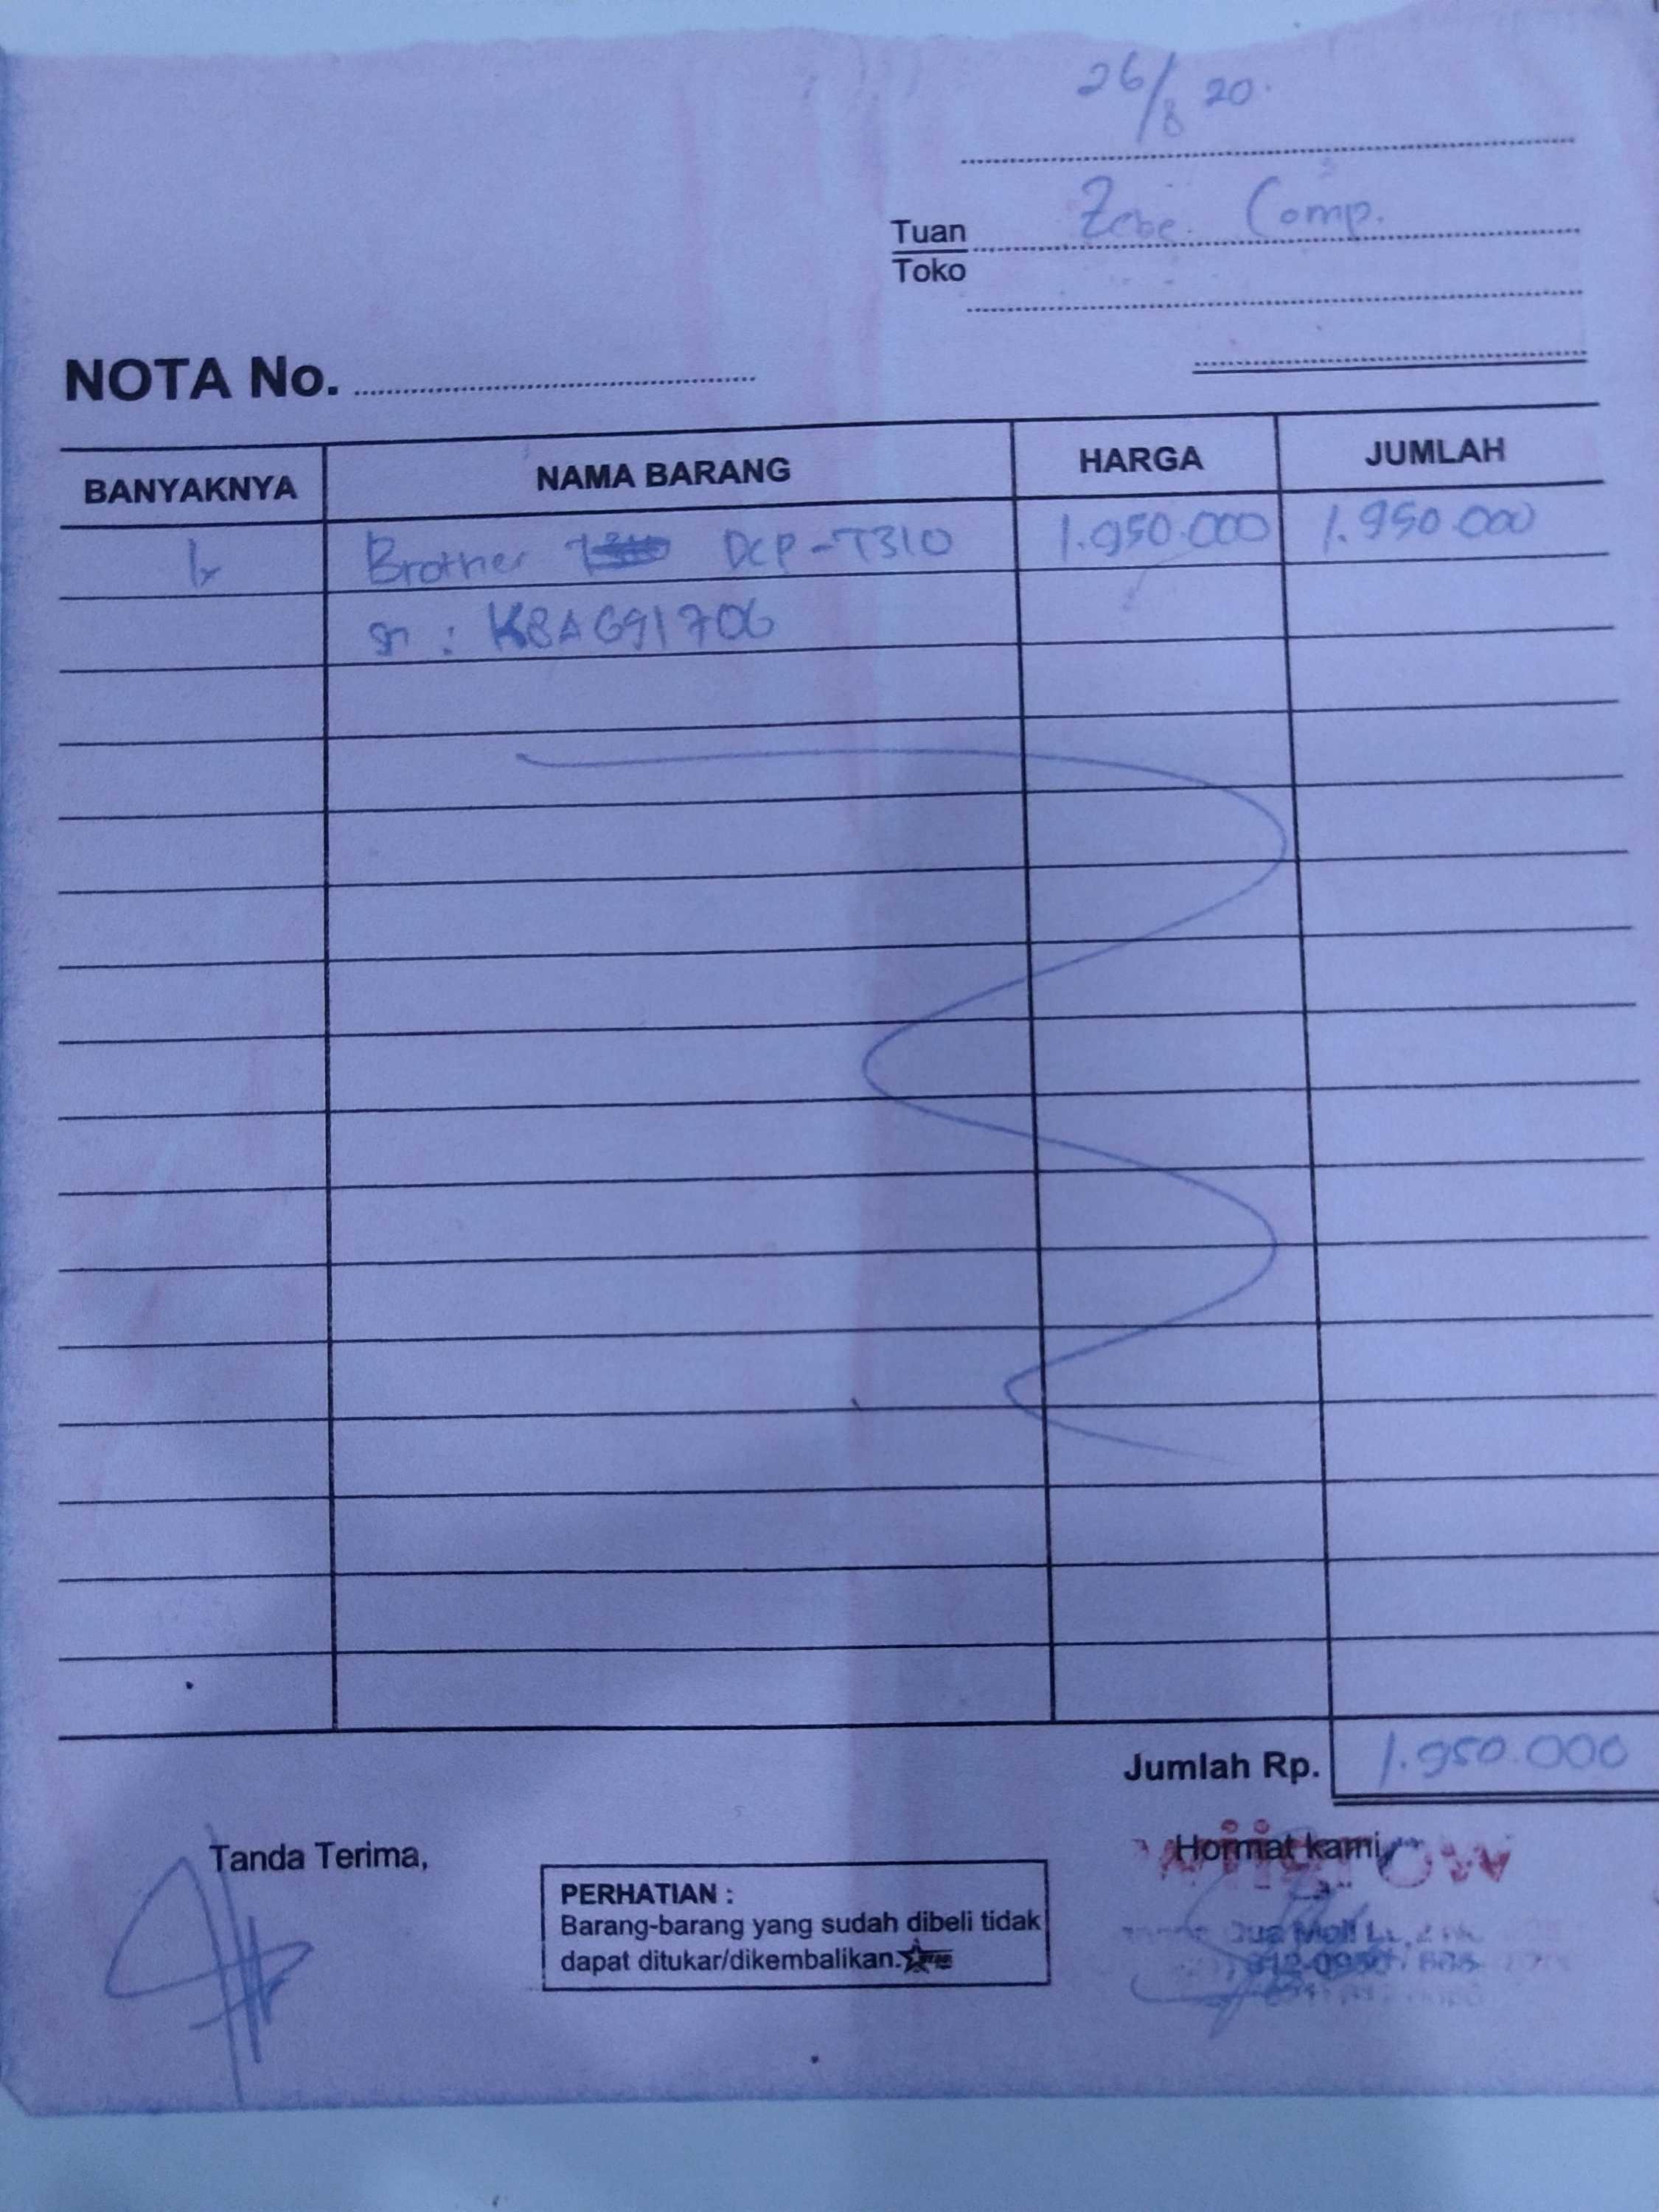 26/8 20.
Tuan Zebe Comp.
Toko
NOTA No.
BANYAKNYA NAMA BARANG HARGA JUMLAH
1x Brother DCP-T310 1.950.000 1.950.000
sn : K8AG91706
Jumlah Rp. 1.950.000
Tanda Terima, Hormat kami,
PERHATIAN :
Barang-barang yang sudah dibeli tidak
dapat ditukar/dikembalikan.